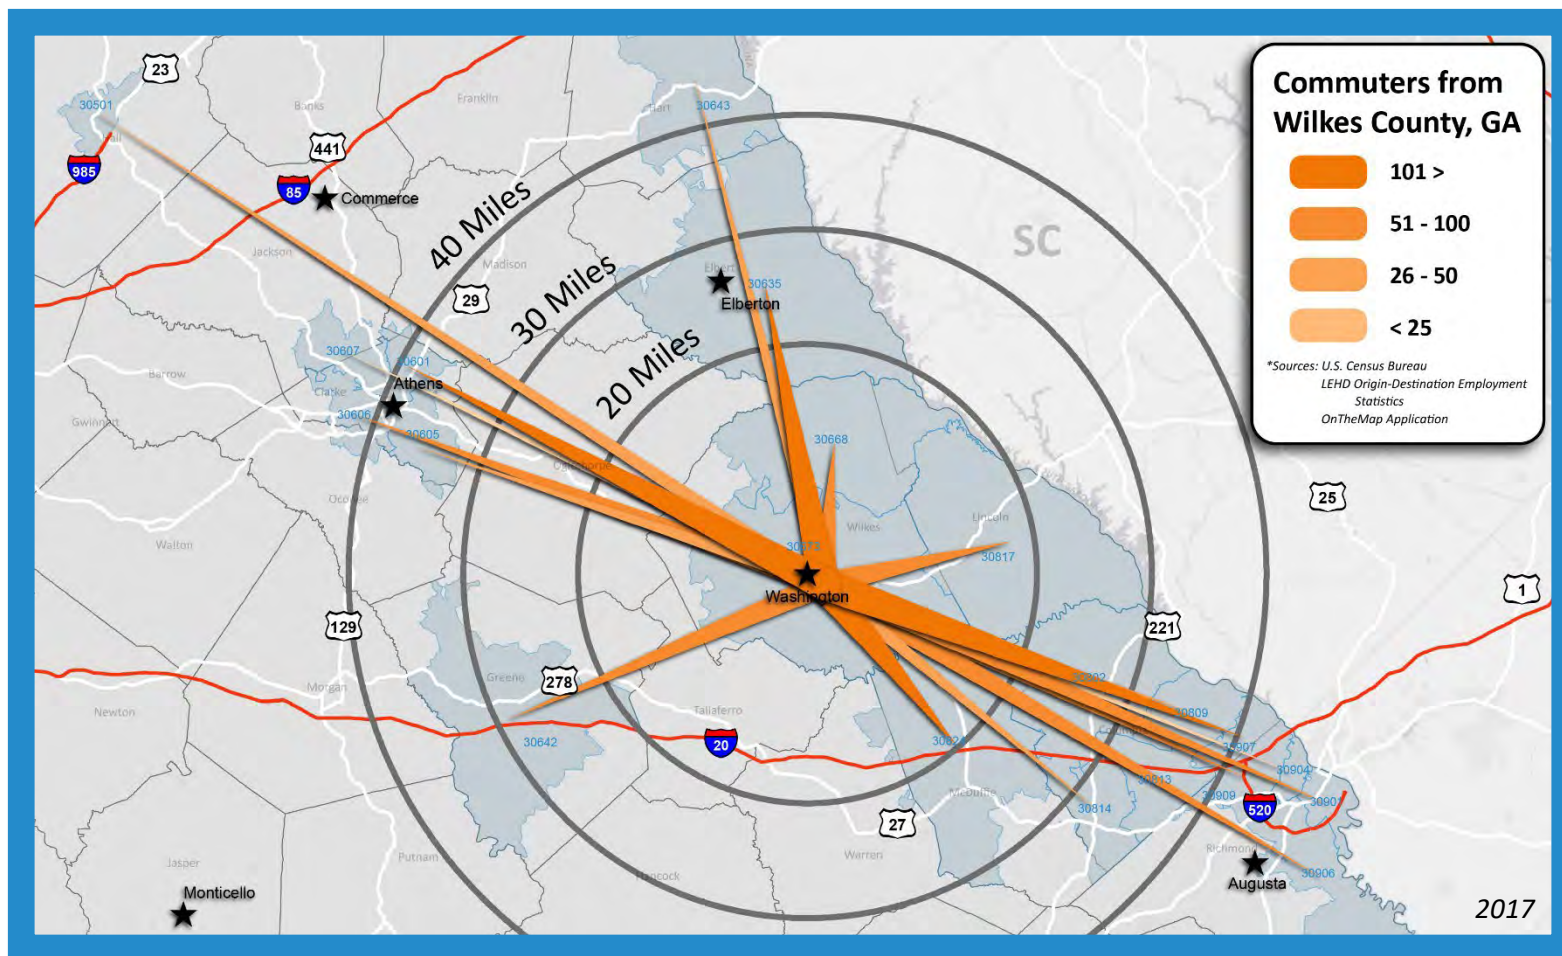 Commuters from
Wilkes County, GA
101 >
51 - 100
26 - 50
< 25
*Sources: U.S. Census Bureau
LEHD Origin-Destination Employment
Statistics
OnTheMap Application
23
30501
Banks
Franklin
Hart
30643
441
985
85
Commerce
40 Miles
SC
Jackson
Madison
29
30 Miles
Elbert
30635
Elberton
20 Miles
30607
30601
Barrow
Athens
Clarke
30606
30605
Gwinnett
30668
Oglethorpe
Oconee
25
Wilkes
Lincoln
Walton
30817
Washington
1
129
221
Greene
278
Morgan
30809
Newton
Taliaferro
30642
20
Columbia
30907
30904
30813
McDuffie
30909
30901
30814
520
27
Warren
Richmond
Jasper
Putnam
30906
Hancock
Augusta
Monticello
2017